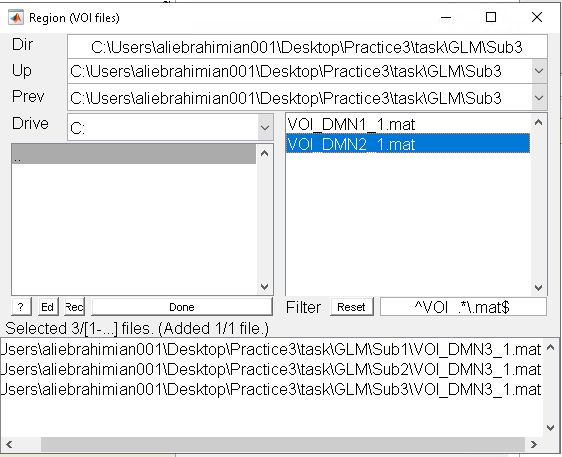 Region (VOI files)
Dir C:\Users\aliebrahimian001\Desktop\Practice3\task\GLM\Sub3
Up C:\Users\aliebrahimian001\Desktop\Practice3\task\GLM\Sub3
Prev C:\Users\aliebrahimian001\Desktop\Practice3\task\GLM\Sub3
Drive C:
VOI_DMN1_1.mat
VOI_DMN2_1.mat
..
? Ed Rec Done Filter Reset ^VOI_.*\.mat$
Selected 3/[1-...] files. (Added 1/1 file.)
Users\aliebrahimian001\Desktop\Practice3\task\GLM\Sub1\VOI_DMN3_1.mat
Users\aliebrahimian001\Desktop\Practice3\task\GLM\Sub2\VOI_DMN3_1.mat
Users\aliebrahimian001\Desktop\Practice3\task\GLM\Sub3\VOI_DMN3_1.mat